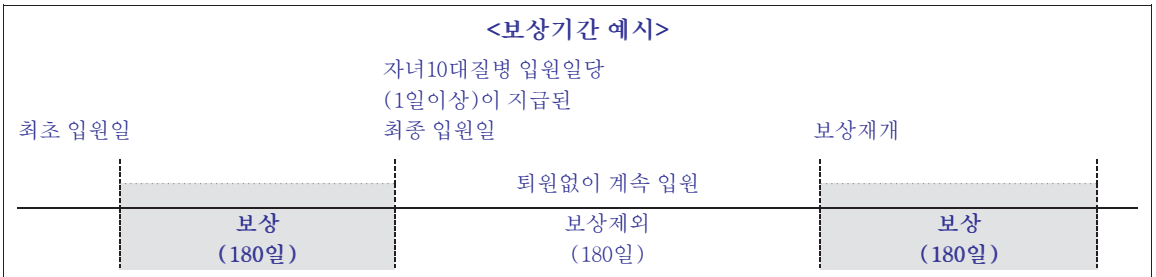 <보상기간 예시>
자녀10대질병 입원일당
(1일이상)이 지급된
최초 입원일 최종 입원일 보상재개
퇴원없이 계속 입원
보상 보상제외 보상
(180일) (180일) (180일)